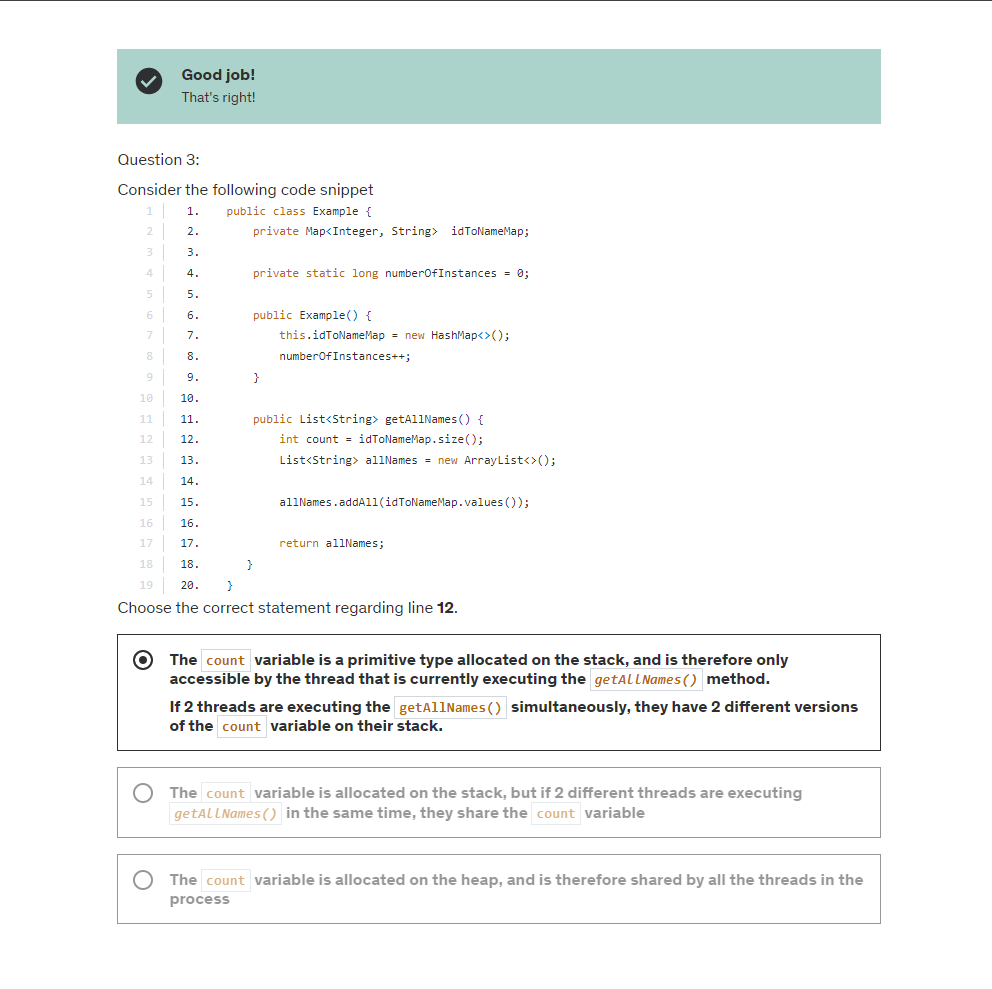 Good job!
That's right!
Question 3:
Consider the following code snippet
1 1. public class Example {
2 2. private Map<Integer, String>  idToNameMap;
3 3.
4 4. private static long numberOfInstances = 0;
5 5.
6 6. public Example() {
7 7. this.idToNameMap = new HashMap<>();
8 8. numberOfInstances++;
9 9. }
10 10.
11 11. public List<String> getAllNames() {
12 12. int count = idToNameMap.size();
13 13. List<String> allNames = new ArrayList<>();
14 14.
15 15. allNames.addAll(idToNameMap.values());
16 16.
17 17. return allNames;
18 18. }
19 20. }
Choose the correct statement regarding line 12.
The count variable is a primitive type allocated on the stack, and is therefore only
accessible by the thread that is currently executing the getAllNames() method.
If 2 threads are executing the getAllNames() simultaneously, they have 2 different versions
of the count variable on their stack.
The count variable is allocated on the stack, but if 2 different threads are executing
getAllNames() in the same time, they share the count variable
The count variable is allocated on the heap, and is therefore shared by all the threads in the
process